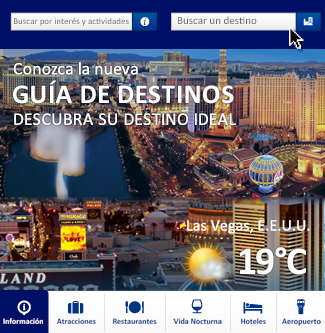 Buscar por interés y actividades
Buscar un destino
Conozca la nueva
GUÍA DE DESTINOS
DESCUBRA SU DESTINO IDEAL
Las Vegas, E.E.U.U.
19°C
LAND
Información
Atracciones
Restaurantes
Vida Nocturna
Hoteles
Aeropuerto